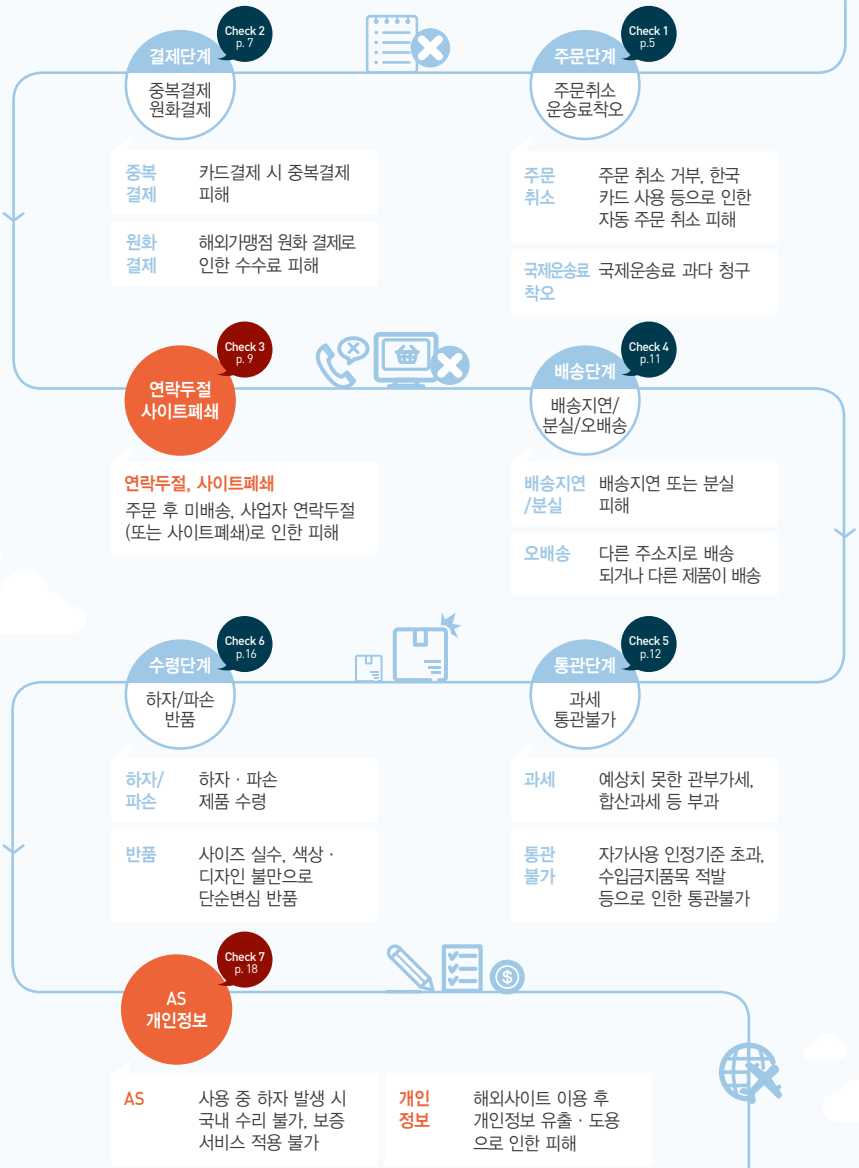 Check 1
p.5
주문단계
주문취소
운송료착오
주문
취소
주문 취소 거부, 한국
카드 사용 등으로 인한
자동 주문 취소 피해
국제운송료
착오
국제운송료 과다 청구
Check 2
p. 7
결제단계
중복결제
원화결제
중복
결제
카드결제 시 중복결제
피해
원화
결제
해외가맹점 원화 결제로
인한 수수료 피해
Check 3
p. 9
연락두절
사이트폐쇄
연락두절, 사이트폐쇄
주문 후 미배송, 사업자 연락두절
(또는 사이트폐쇄)로 인한 피해
Check 4
p.11
배송단계
배송지연/
분실/오배송
배송지연
/분실
배송지연 또는 분실
피해
오배송
다른 주소지로 배송
되거나 다른 제품이 배송
Check 5
p.12
통관단계
과세
통관불가
과세
예상치 못한 관부가세,
합산과세 등 부과
통관
불가
자가사용 인정기준 초과,
수입금지품목 적발
등으로 인한 통관불가
Check 6
p.16
수령단계
하자/파손
반품
하자/
파손
하자 · 파손
제품 수령
반품
사이즈 실수, 색상 ·
디자인 불만으로
단순변심 반품
Check 7
p. 18
AS
개인정보
AS
사용 중 하자 발생 시
국내 수리 불가, 보증
서비스 적용 불가
개인
정보
해외사이트 이용 후
개인정보 유출 · 도용
으로 인한 피해